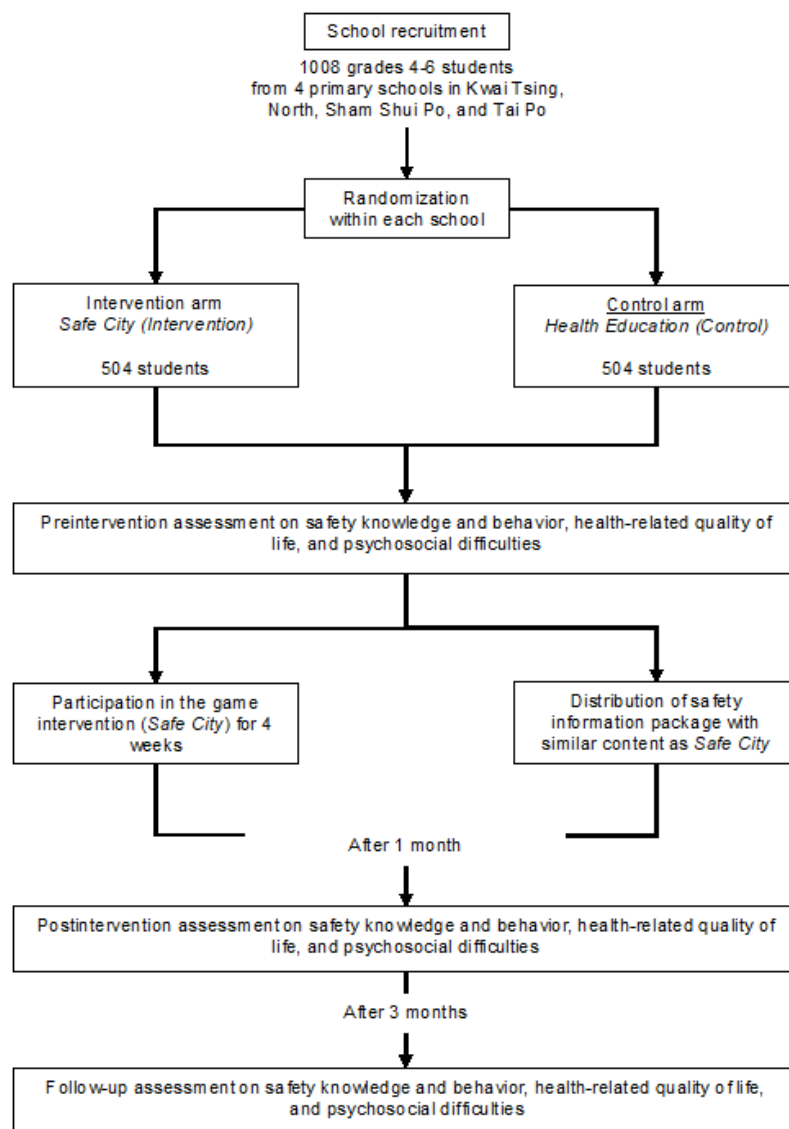 School recruitment
1008 grades 4-6 students
from 4 primary schools in Kwai Tsing,
North, Sham Shui Po, and Tai Po
Randomization
within each school
Intervention arm
Safe City (Intervention)
504 students
Control arm
Health Education (Control)
504 students
Preintervention assessment on safety knowledge and behavior, health-related quality of
life, and psychosocial difficulties
Participation in the game
intervention (Safe City) for 4
weeks
Distribution of safety
information package with
similar content as Safe City
After 1 month
Postintervention assessment on safety knowledge and behavior, health-related quality of
life, and psychosocial difficulties
After 3 months
Follow-up assessment on safety knowledge and behavior, health-related quality of life,
and psychosocial difficulties